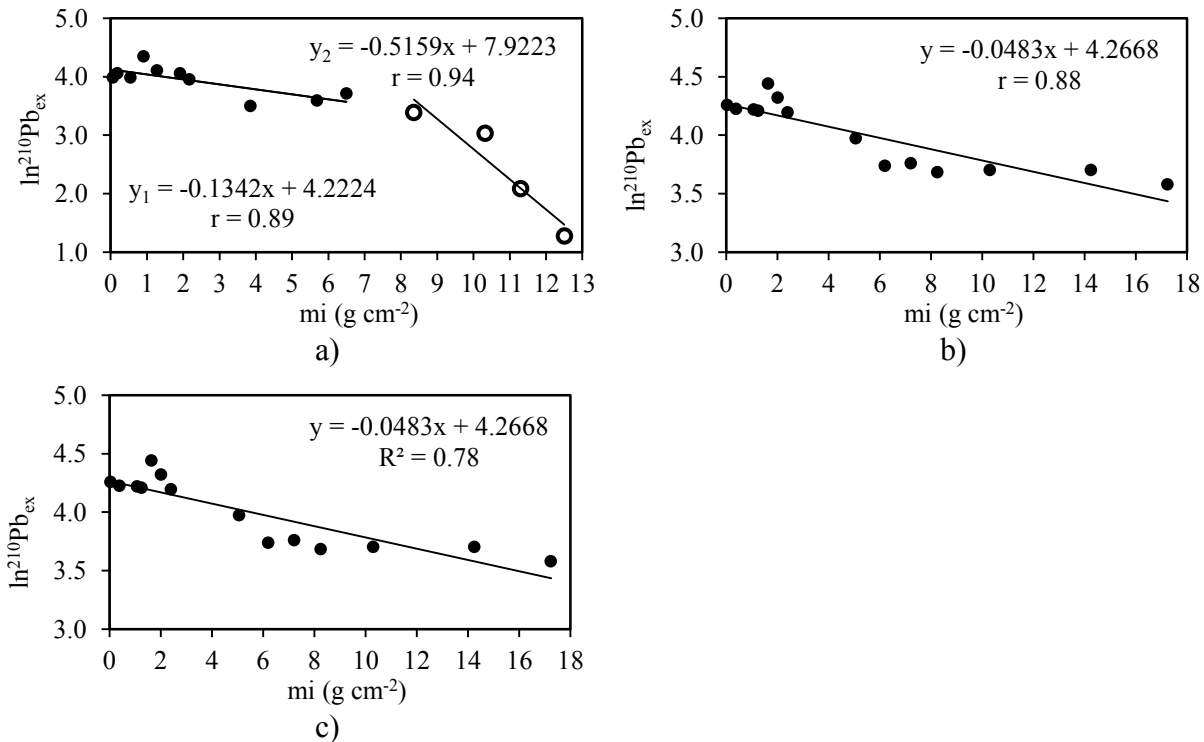 5.0
y₂ = -0.5159x + 7.9223
r = 0.94
4.0
3.0
y₁ = -0.1342x + 4.2224
r = 0.89
2.0
1.0
ln²¹⁰Pbₑₓ
0 1 2 3 4 5 6 7 8 9 10 11 12 13
mi (g cm⁻²)
a)
5.0
y = -0.0483x + 4.2668
r = 0.88
4.5
4.0
3.5
3.0
ln²¹⁰Pbₑₓ
0 2 4 6 8 10 12 14 16 18
mi (g cm⁻²)
b)
5.0
y = -0.0483x + 4.2668
R² = 0.78
4.5
4.0
3.5
3.0
ln²¹⁰Pbₑₓ
0 2 4 6 8 10 12 14 16 18
mi (g cm⁻²)
c)